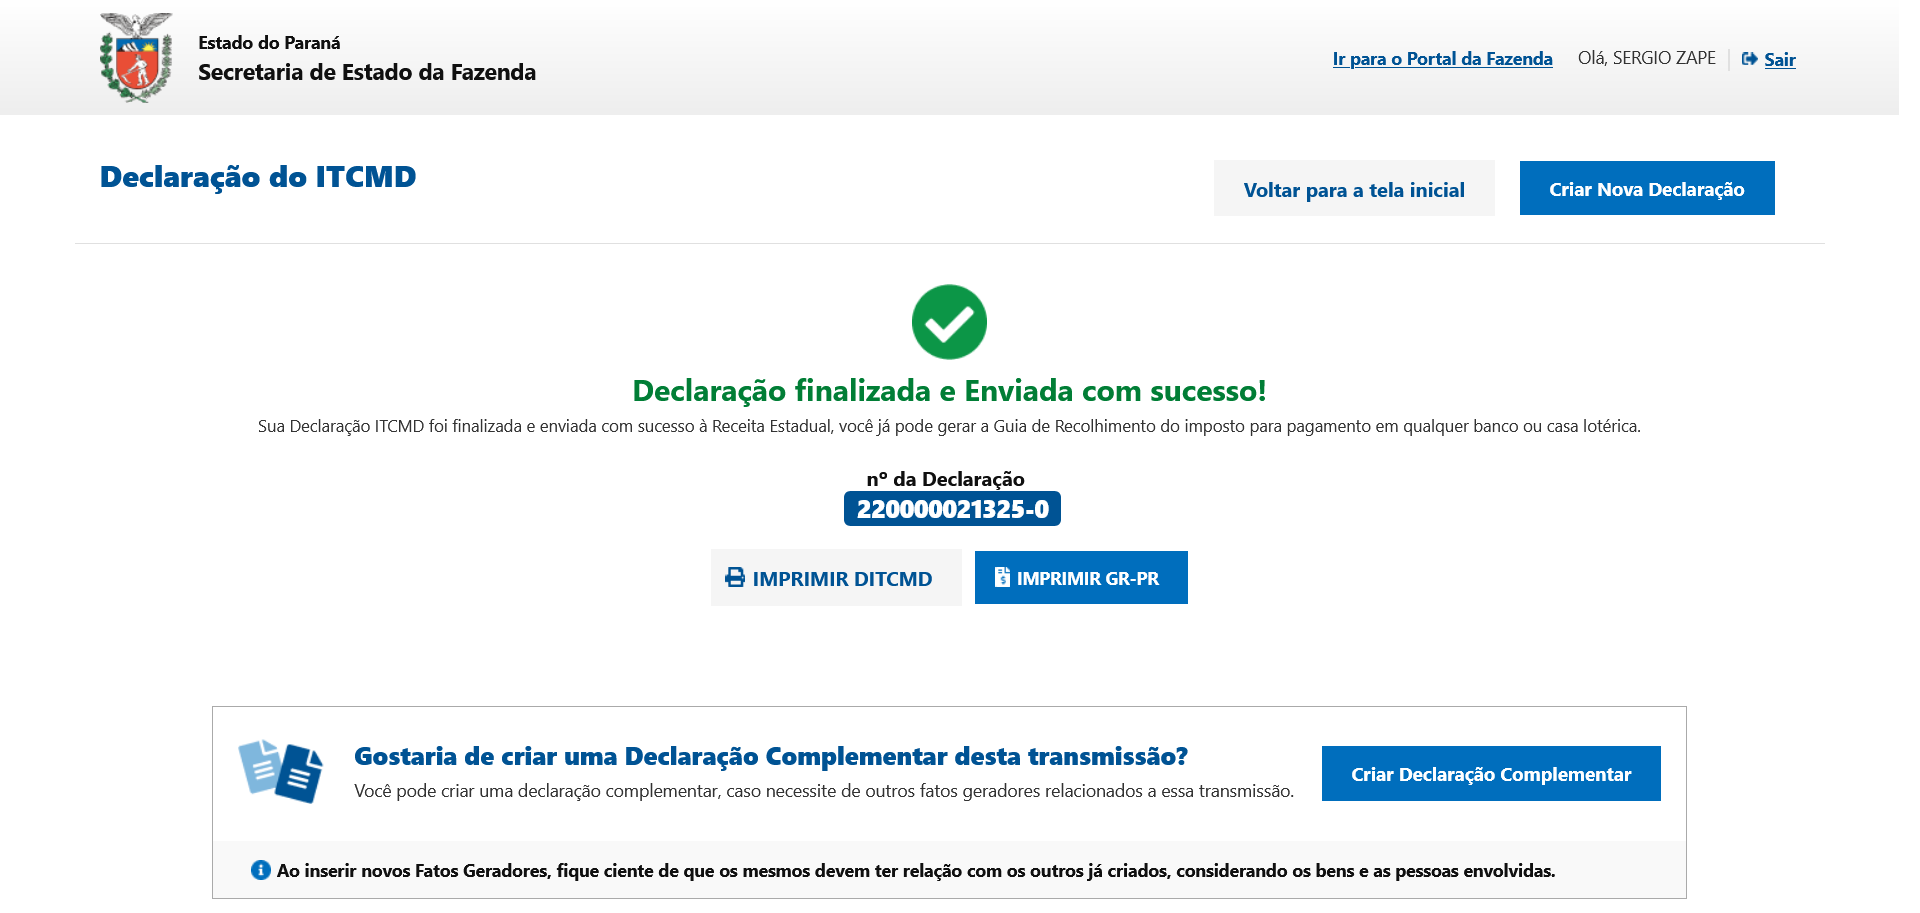 Estado do Paraná
Secretaria de Estado da Fazenda
Ir para o Portal da Fazenda Olá, SERGIO ZAPE Sair
Declaração do ITCMD
Voltar para a tela inicial Criar Nova Declaração
Declaração finalizada e Enviada com sucesso!
Sua Declaração ITCMD foi finalizada e enviada com sucesso à Receita Estadual, você já pode gerar a Guia de Recolhimento do imposto para pagamento em qualquer banco ou casa lotérica.
nº da Declaração
220000021325-0
IMPRIMIR DITCMD IMPRIMIR GR-PR
Gostaria de criar uma Declaração Complementar desta transmissão?
Você pode criar uma declaração complementar, caso necessite de outros fatos geradores relacionados a essa transmissão.
Criar Declaração Complementar
Ao inserir novos Fatos Geradores, fique ciente de que os mesmos devem ter relação com os outros já criados, considerando os bens e as pessoas envolvidas.